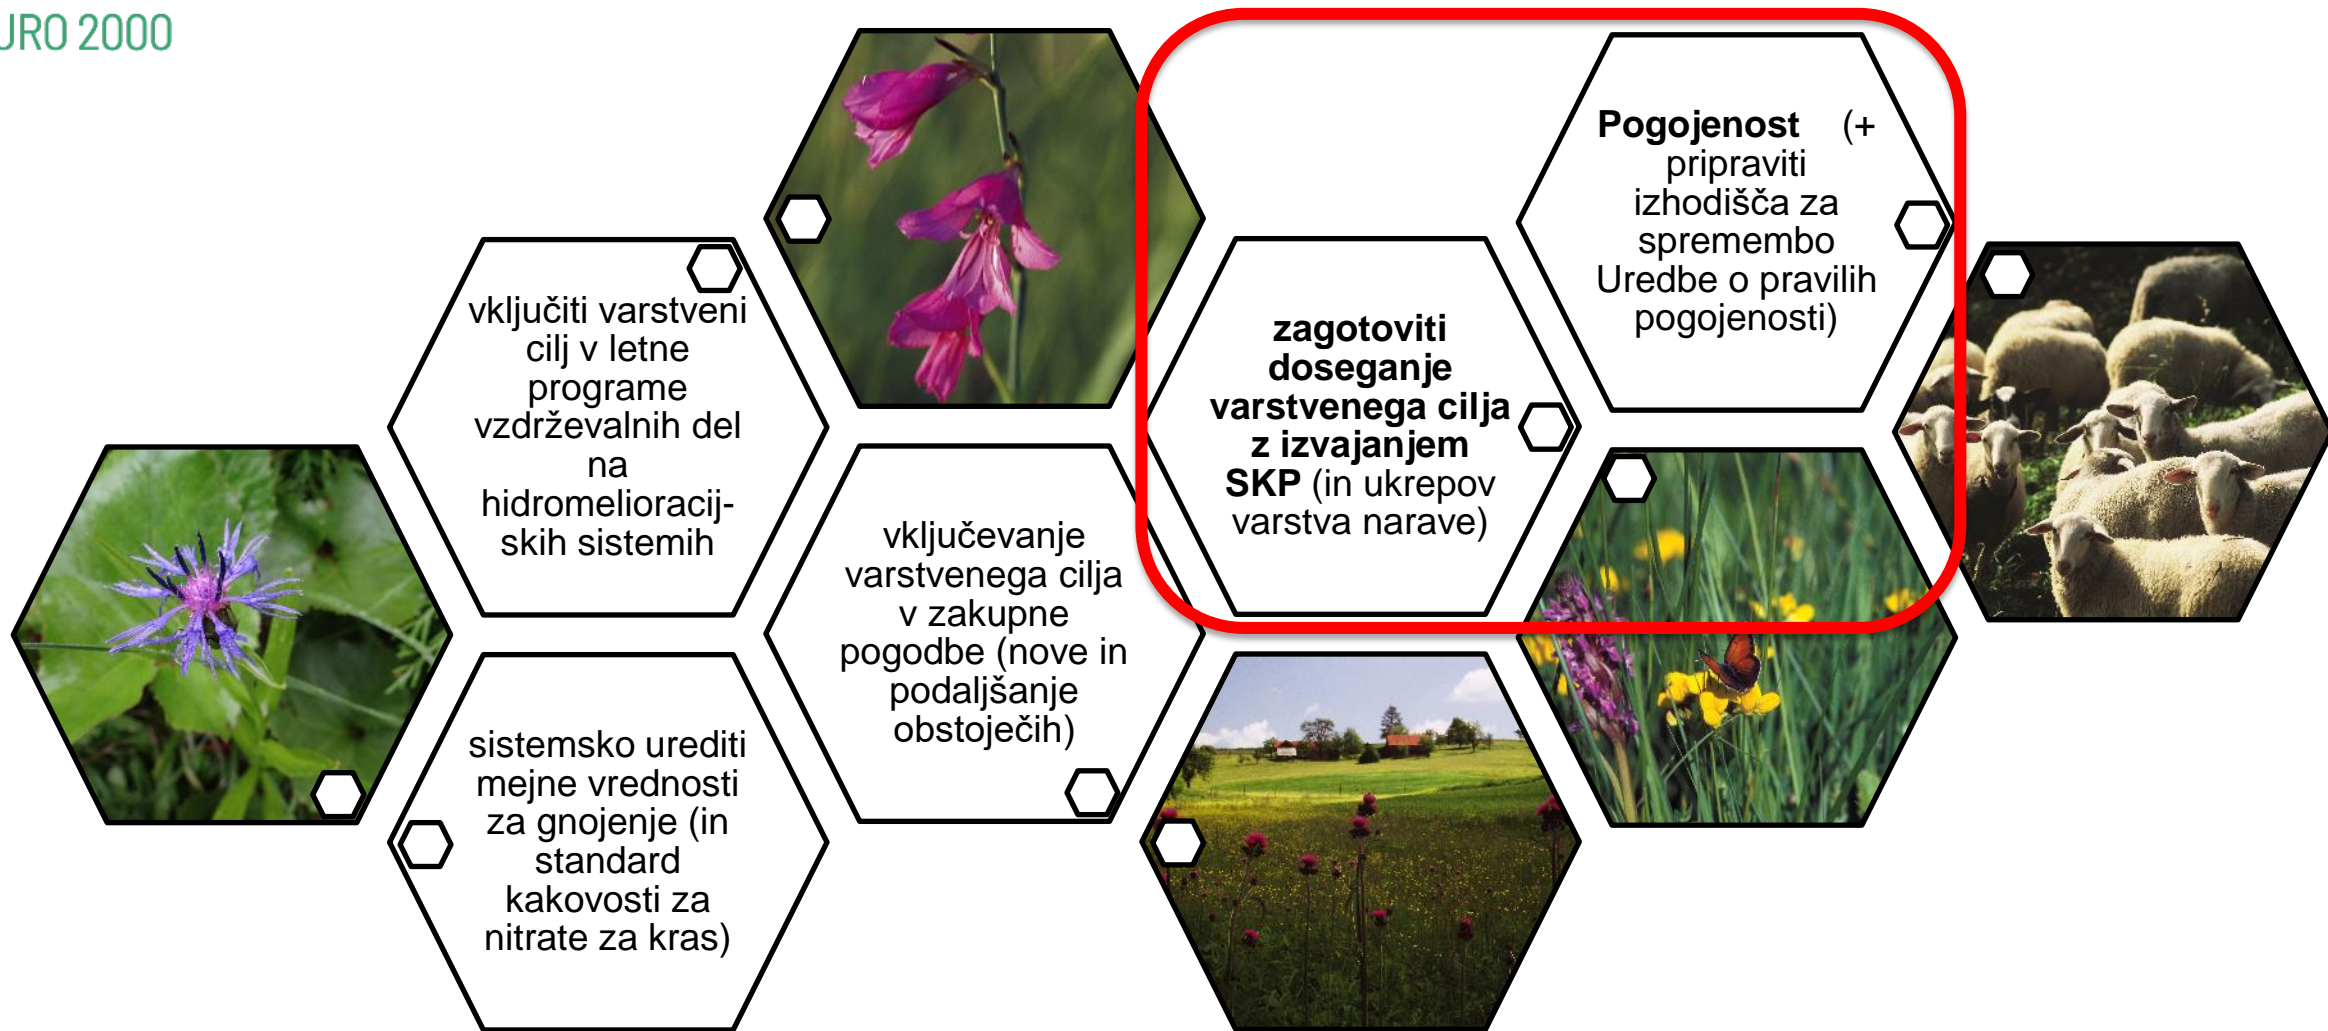 URO 2000
vključiti varstveni
cilj v letne
programe
vzdrževalnih del
na
hidromelioracij-
skih sistemih
sistemsko urediti
mejne vrednosti
za gnojenje (in
standard
kakovosti za
nitrate za kras)
vključevanje
varstvenega cilja
v zakupne
pogodbe (nove in
podaljšanje
obstoječih)
zagotoviti
doseganje
varstvenega cilja
z izvajanjem
SKP (in ukrepov
varstva narave)
Pogojenost (+
pripraviti
izhodišča za
spremembo
Uredbe o pravilih
pogojenosti)